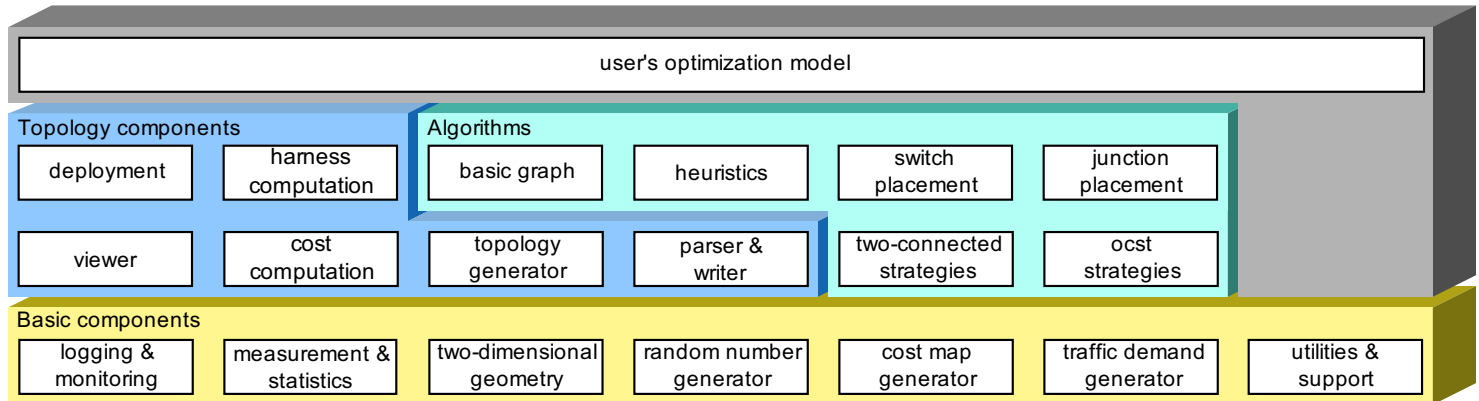 user's optimization model
Topology components
Algorithms
deployment
harness
computation
basic graph
heuristics
switch
placement
junction
placement
viewer
cost
computation
topology
generator
parser &
writer
two-connected
strategies
ocst
strategies
Basic components
logging &
monitoring
measurement &
statistics
two-dimensional
geometry
random number
generator
cost map
generator
traffic demand
generator
utilities &
support